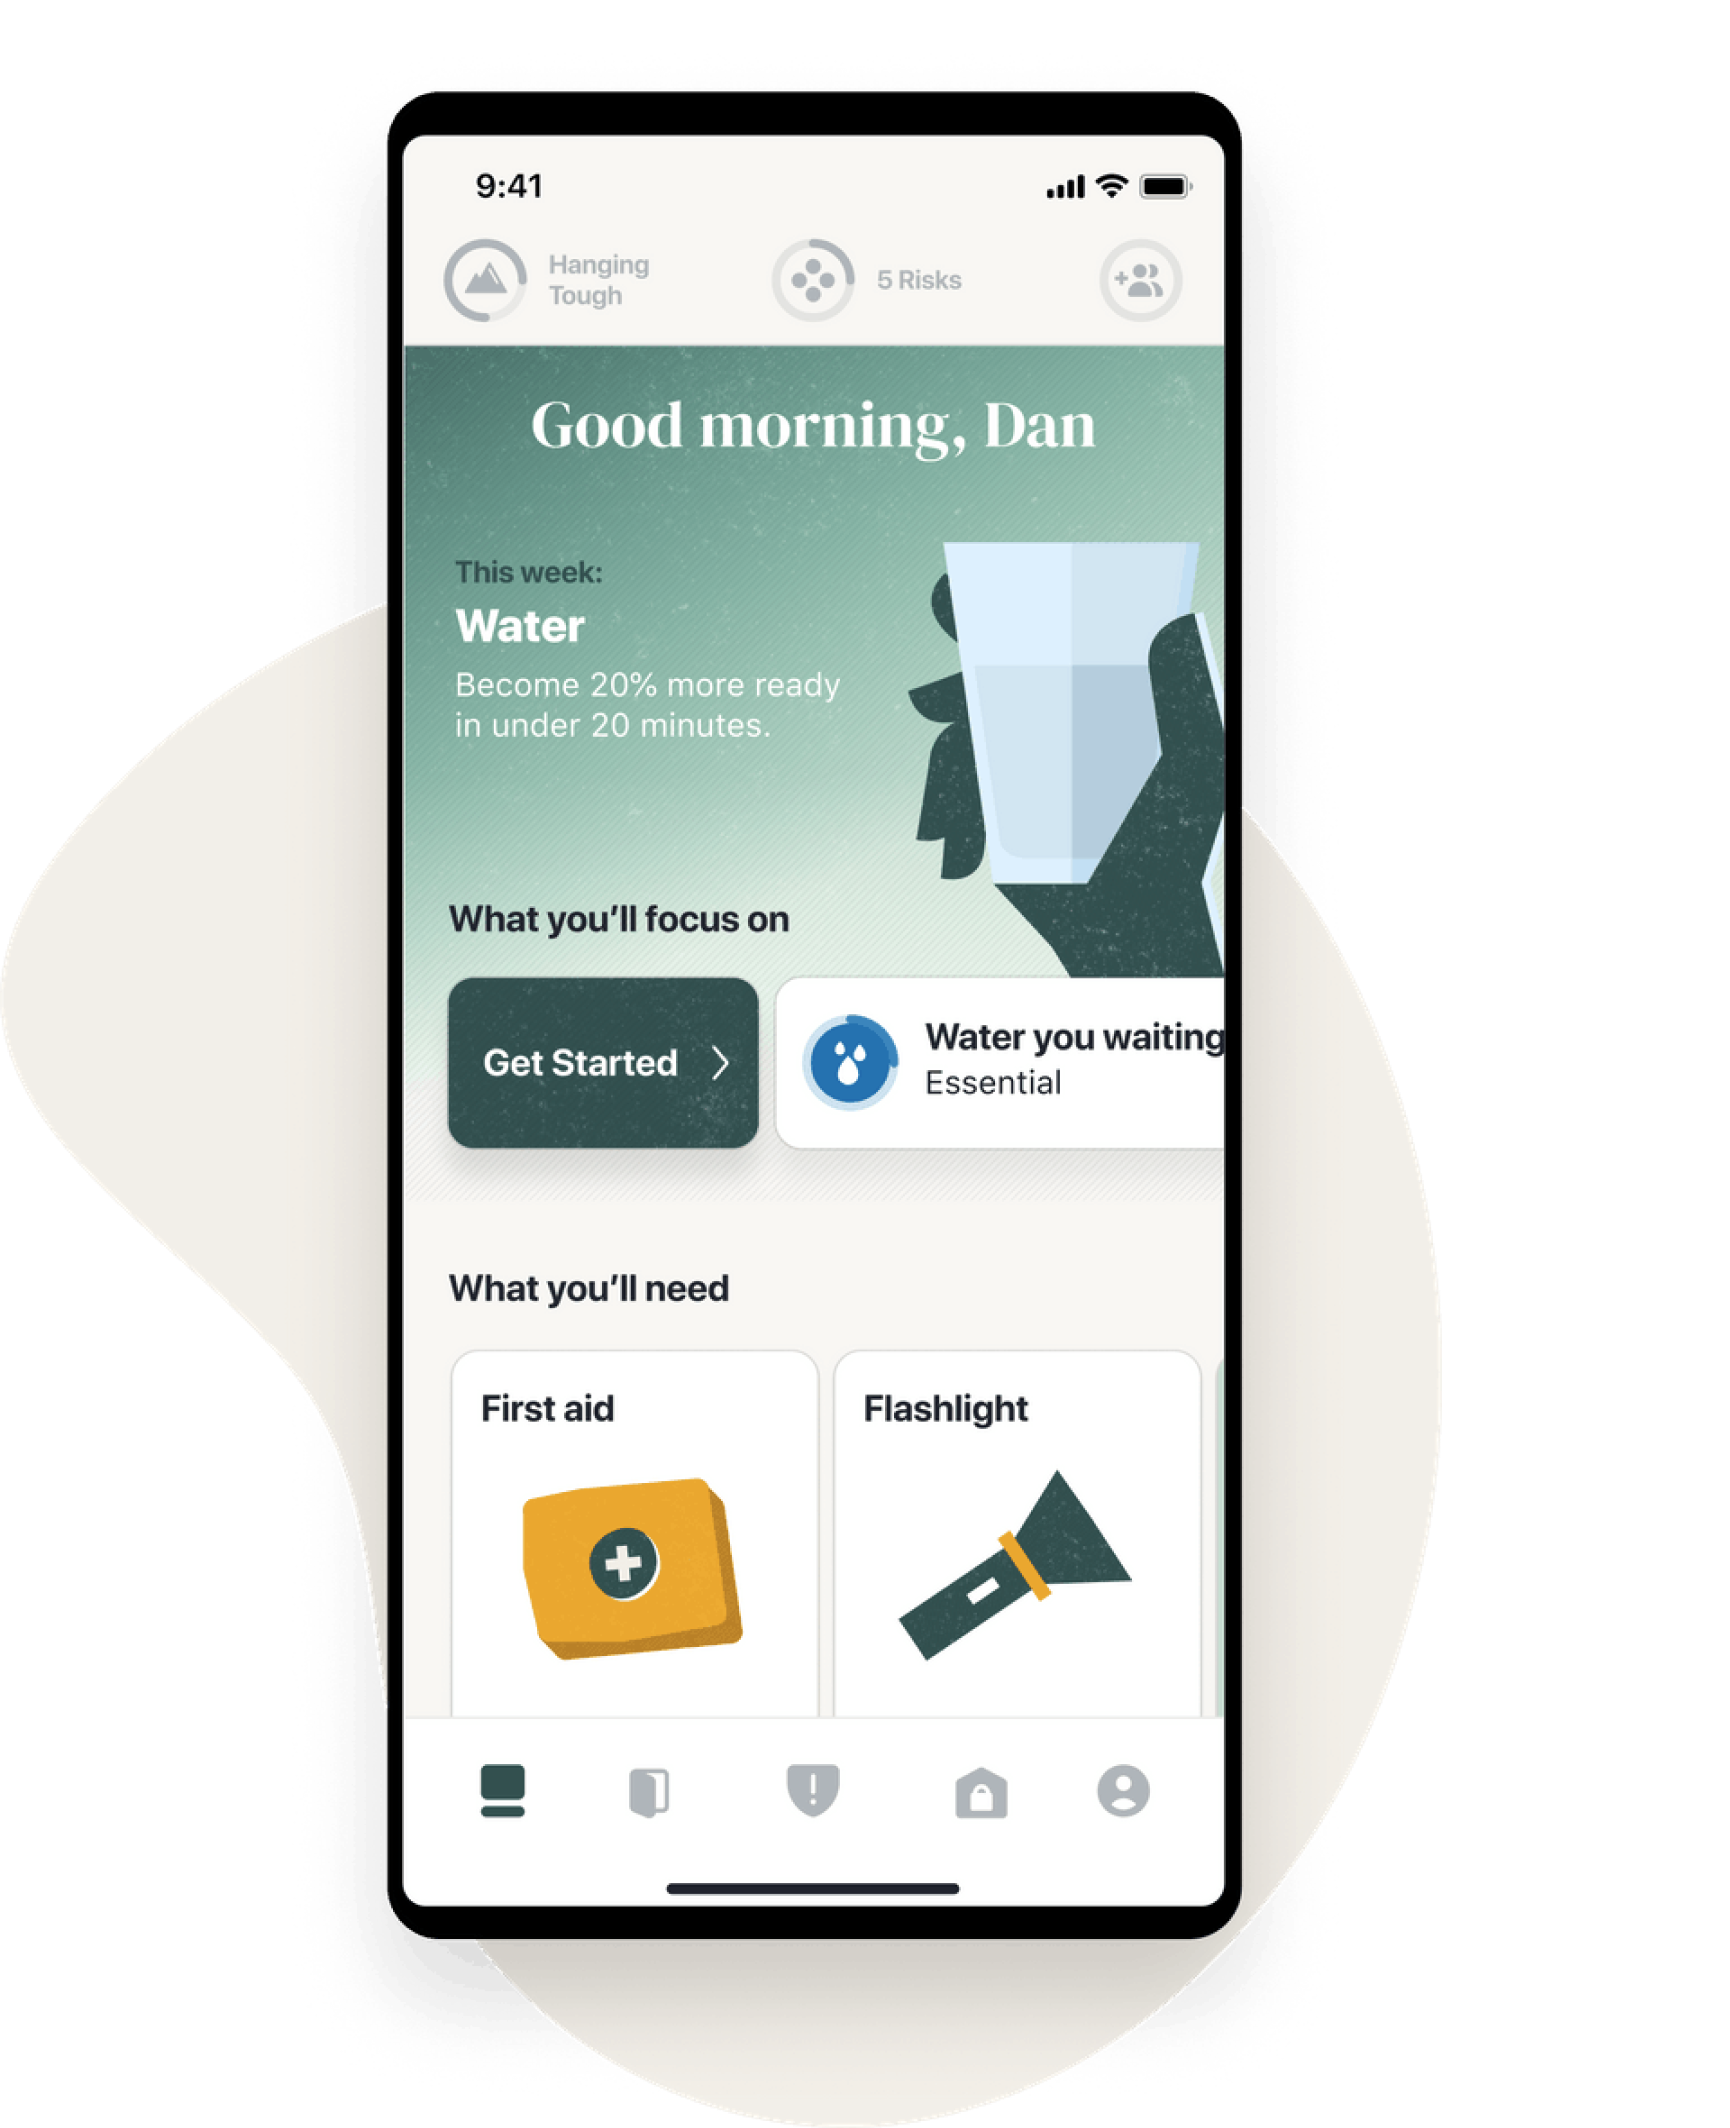 9:41
Hanging
Tough
5 Risks
Good morning, Dan
This week:
Water
Become 20% more ready
in under 20 minutes.
What you’ll focus on
Get Started
Water you waiting
Essential
What you’ll need
First aid
Flashlight